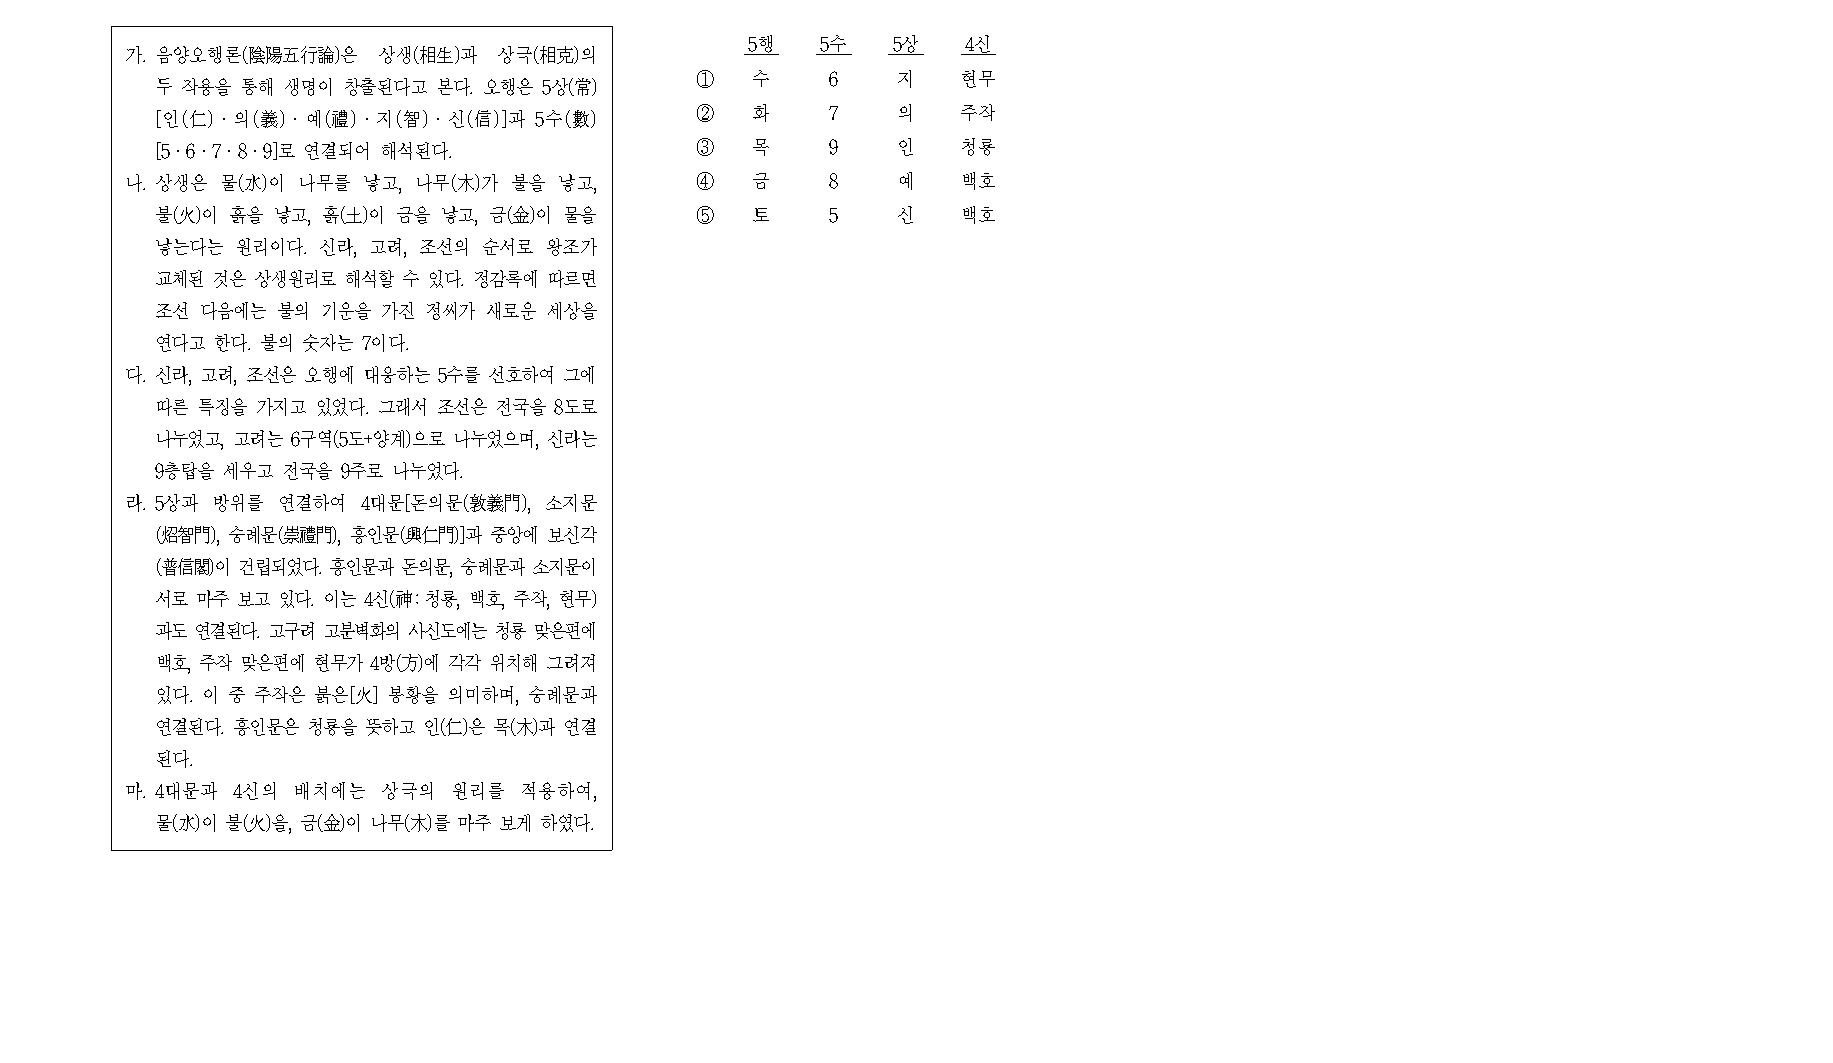 가. 음양오행론(陰陽五行論)은 상생(相生)과 상극(相克)의
두 작용을 통해 생명이 창출된다고 본다. 오행은 5상(常)
[인(仁)·의(義)·예(禮)·지(智)·신(信)]과 5수(數)
[5·6·7·8·9]로 연결되어 해석된다.
나. 상생은 물(水)이 나무를 낳고, 나무(木)가 불을 낳고,
불(火)이 흙을 낳고, 흙(土)이 금을 낳고, 금(金)이 물을
낳는다는 원리이다. 신라, 고려, 조선의 순서로 왕조가
교체된 것은 상생원리로 해석할 수 있다. 정감록에 따르면
조선 다음에는 불의 기운을 가진 정씨가 새로운 세상을
연다고 한다. 불의 숫자는 7이다.
다. 신라, 고려, 조선은 오행에 대응하는 5수를 선호하여 그에
따른 특징을 가지고 있었다. 그래서 조선은 전국을 8도로
나누었고, 고려는 6구역(5도+양계)으로 나누었으며, 신라는
9층탑을 세우고 전국을 9주로 나누었다.
라. 5상과 방위를 연결하여 4대문[돈의문(敦義門), 소지문
(炤智門), 숭례문(崇禮門), 흥인문(興仁門)]과 중앙에 보신각
(普信閣)이 건립되었다. 흥인문과 돈의문, 숭례문과 소지문이
서로 마주 보고 있다. 이는 4신(神: 청룡, 백호, 주작, 현무)
과도 연결된다. 고구려 고분벽화의 사신도에는 청룡 맞은편에
백호, 주작 맞은편에 현무가 4방(方)에 각각 위치해 그려져
있다. 이 중 주작은 붉은[火] 봉황을 의미하며, 숭례문과
연결된다. 흥인문은 청룡을 뜻하고 인(仁)은 목(木)과 연결
된다.
마. 4대문과 4신의 배치에는 상극의 원리를 적용하여,
물(水)이 불(火)을, 금(金)이 나무(木)를 마주 보게 하였다.
5행 5수 5상 4신
① 수 6 지 현무
② 화 7 의 주작
③ 목 9 인 청룡
④ 금 8 예 백호
⑤ 토 5 신 백호